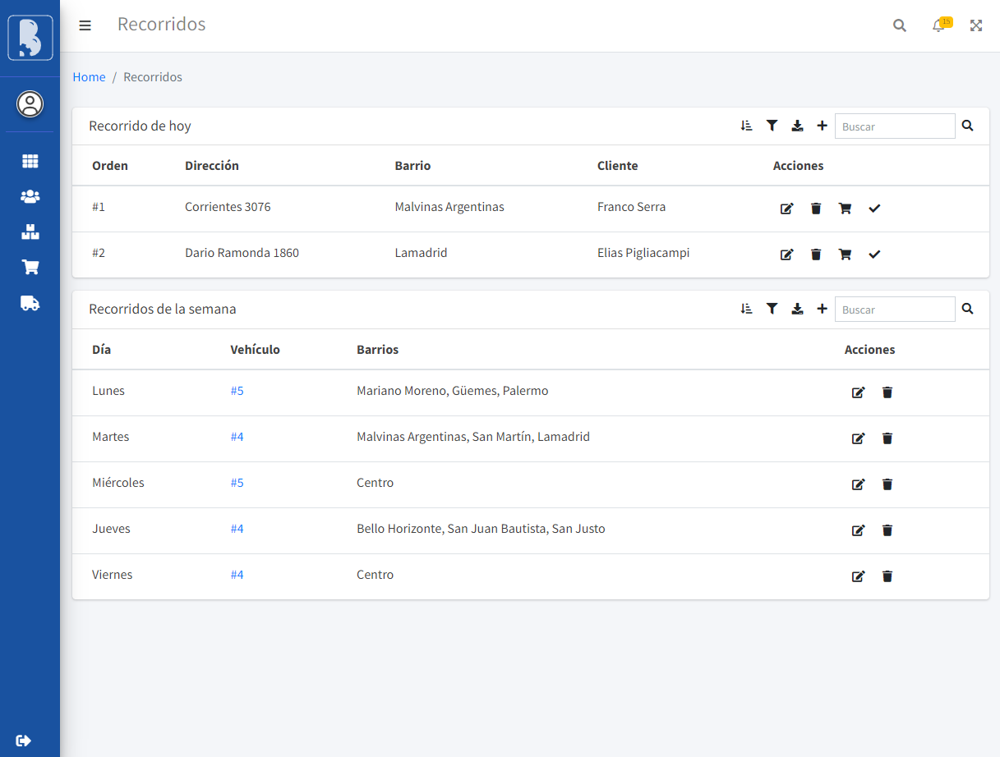 Recorridos
15
Home / Recorridos
Recorrido de hoy Buscar
Orden Dirección Barrio Cliente Acciones
#1 Corrientes 3076 Malvinas Argentinas Franco Serra
#2 Dario Ramonda 1860 Lamadrid Elias Pigliacampi
Recorridos de la semana Buscar
Día Vehículo Barrios Acciones
Lunes #5 Mariano Moreno, Güemes, Palermo
Martes #4 Malvinas Argentinas, San Martín, Lamadrid
Miércoles #5 Centro
Jueves #4 Bello Horizonte, San Juan Bautista, San Justo
Viernes #4 Centro